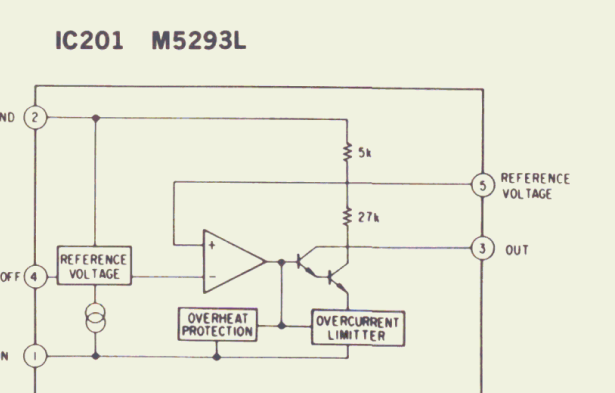 IC201 M5293L
ND 2
5k
5 REFERENCE
VOLTAGE
27k
+
3 OUT
REFERENCE
VOLTAGE
OFF 4
−
OVERHEAT
PROTECTION
OVERCURRENT
LIMITTER
N 1